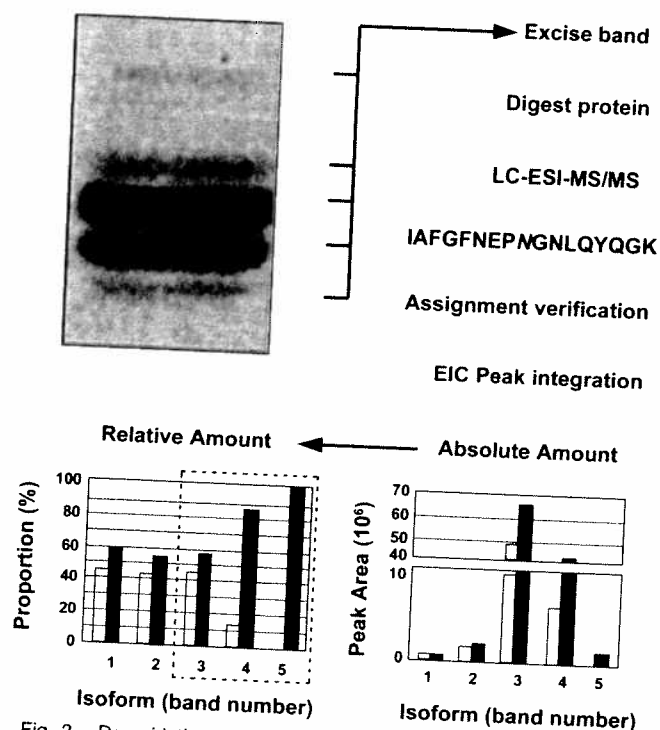 Excise band
Digest protein
LC-ESI-MS/MS
IAFGFNEPNGNLQYQGK
Assignment verification
EIC Peak integration
Relative Amount
Absolute Amount
Proportion (%)
100
80
60
40
20
0
1 2 3 4 5
Isoform (band number)
Peak Area (10⁶)
70
60
50
40
10
0
1 2 3 4 5
Isoform (band number)